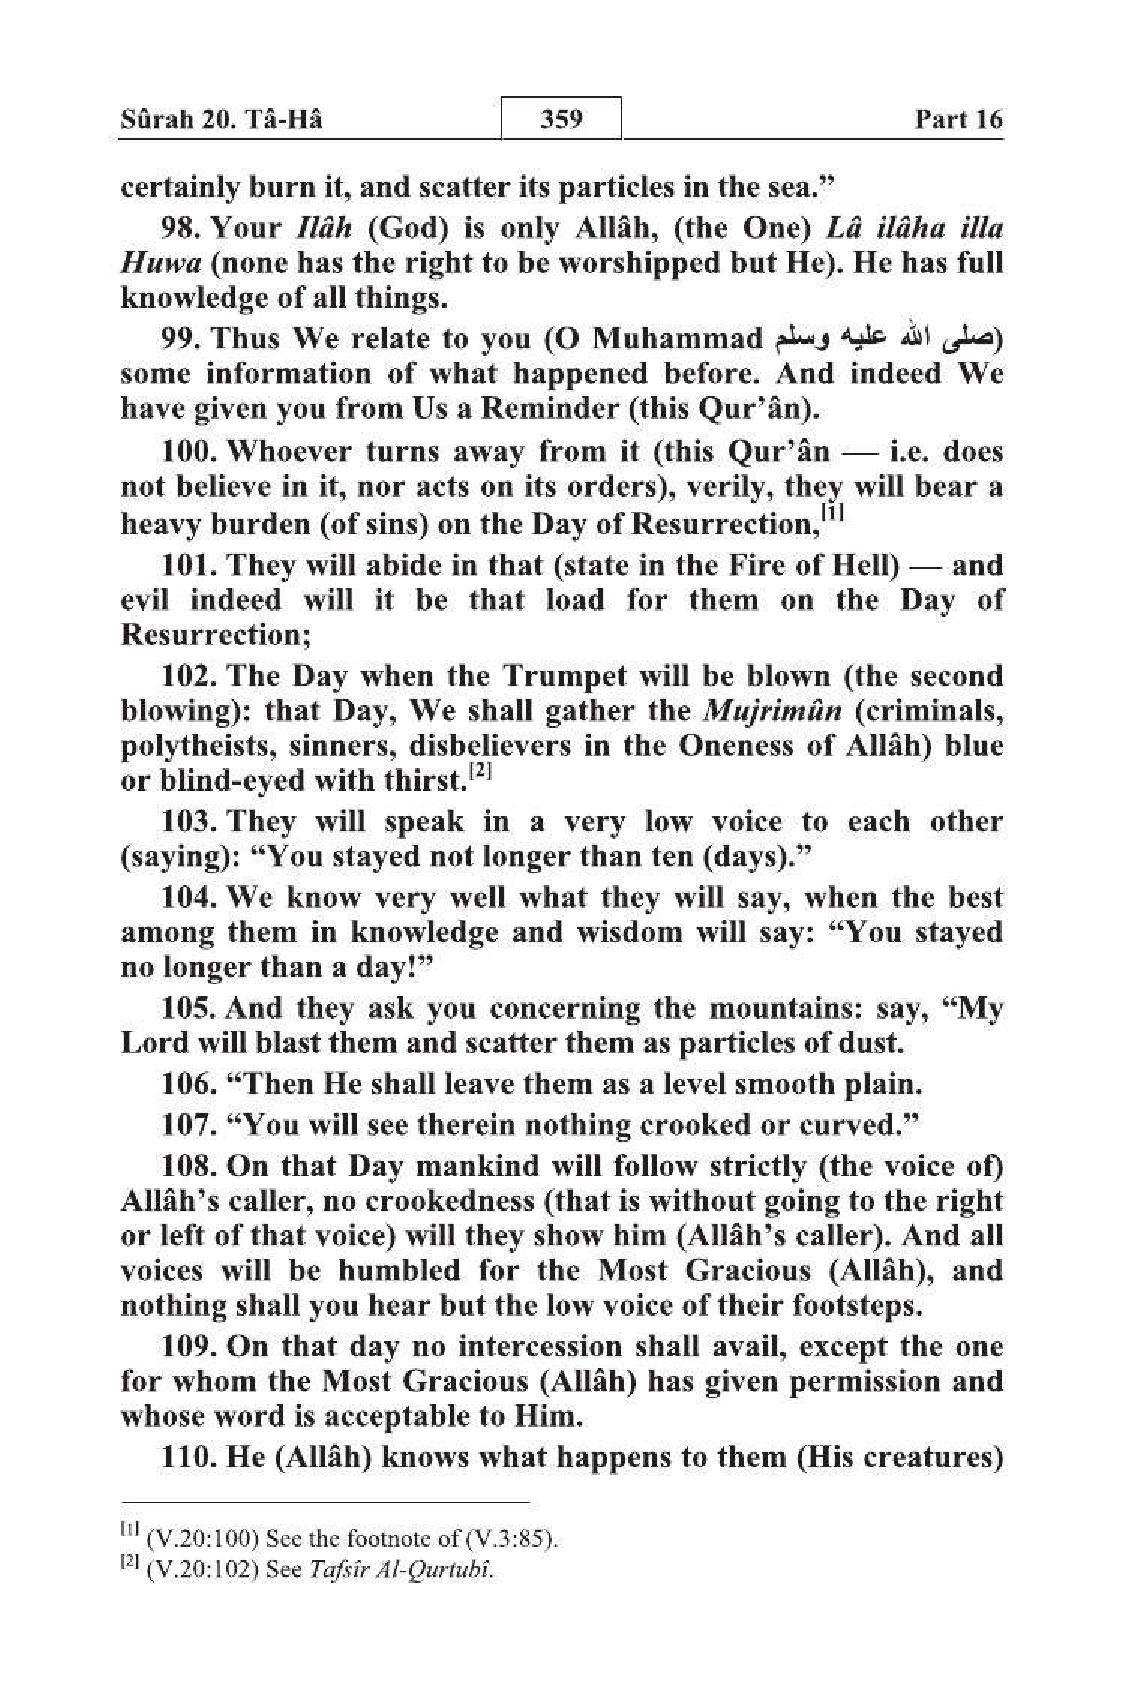 Sûrah 20. Tâ-Hâ 359 Part 16
certainly burn it, and scatter its particles in the sea.”
98. Your Ilâh (God) is only Allâh, (the One) Lâ ilâha illa
Huwa (none has the right to be worshipped but He). He has full
knowledge of all things.
99. Thus We relate to you (O Muhammad صلى الله عليه وسلم)
some information of what happened before. And indeed We
have given you from Us a Reminder (this Qur’ân).
100. Whoever turns away from it (this Qur’ân — i.e. does
not believe in it, nor acts on its orders), verily, they will bear a
heavy burden (of sins) on the Day of Resurrection,[1]
101. They will abide in that (state in the Fire of Hell) — and
evil indeed will it be that load for them on the Day of
Resurrection;
102. The Day when the Trumpet will be blown (the second
blowing): that Day, We shall gather the Mujrimûn (criminals,
polytheists, sinners, disbelievers in the Oneness of Allâh) blue
or blind-eyed with thirst.[2]
103. They will speak in a very low voice to each other
(saying): “You stayed not longer than ten (days).”
104. We know very well what they will say, when the best
among them in knowledge and wisdom will say: “You stayed
no longer than a day!”
105. And they ask you concerning the mountains: say, “My
Lord will blast them and scatter them as particles of dust.
106. “Then He shall leave them as a level smooth plain.
107. “You will see therein nothing crooked or curved.”
108. On that Day mankind will follow strictly (the voice of)
Allâh’s caller, no crookedness (that is without going to the right
or left of that voice) will they show him (Allâh’s caller). And all
voices will be humbled for the Most Gracious (Allâh), and
nothing shall you hear but the low voice of their footsteps.
109. On that day no intercession shall avail, except the one
for whom the Most Gracious (Allâh) has given permission and
whose word is acceptable to Him.
110. He (Allâh) knows what happens to them (His creatures)
[1] (V.20:100) See the footnote of (V.3:85).
[2] (V.20:102) See Tafsîr Al-Qurtubî.